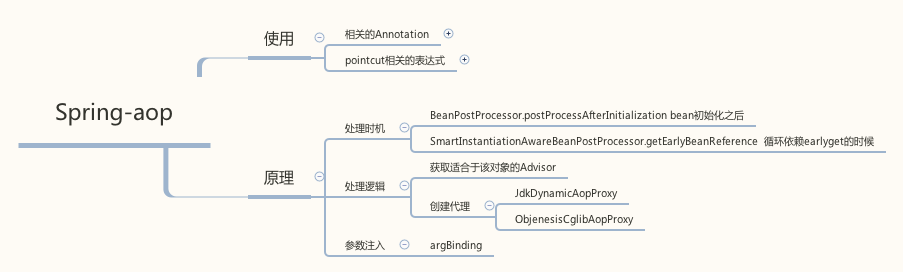 Spring-aop
使用
相关的Annotation
pointcut相关的表达式
原理
处理时机
BeanPostProcessor.postProcessAfterInitialization bean初始化之后
SmartInstantiationAwareBeanPostProcessor.getEarlyBeanReference 循环依赖earlyget的时候
处理逻辑
获取适合于该对象的Advisor
创建代理
JdkDynamicAopProxy
ObjenesisCglibAopProxy
参数注入
argBinding